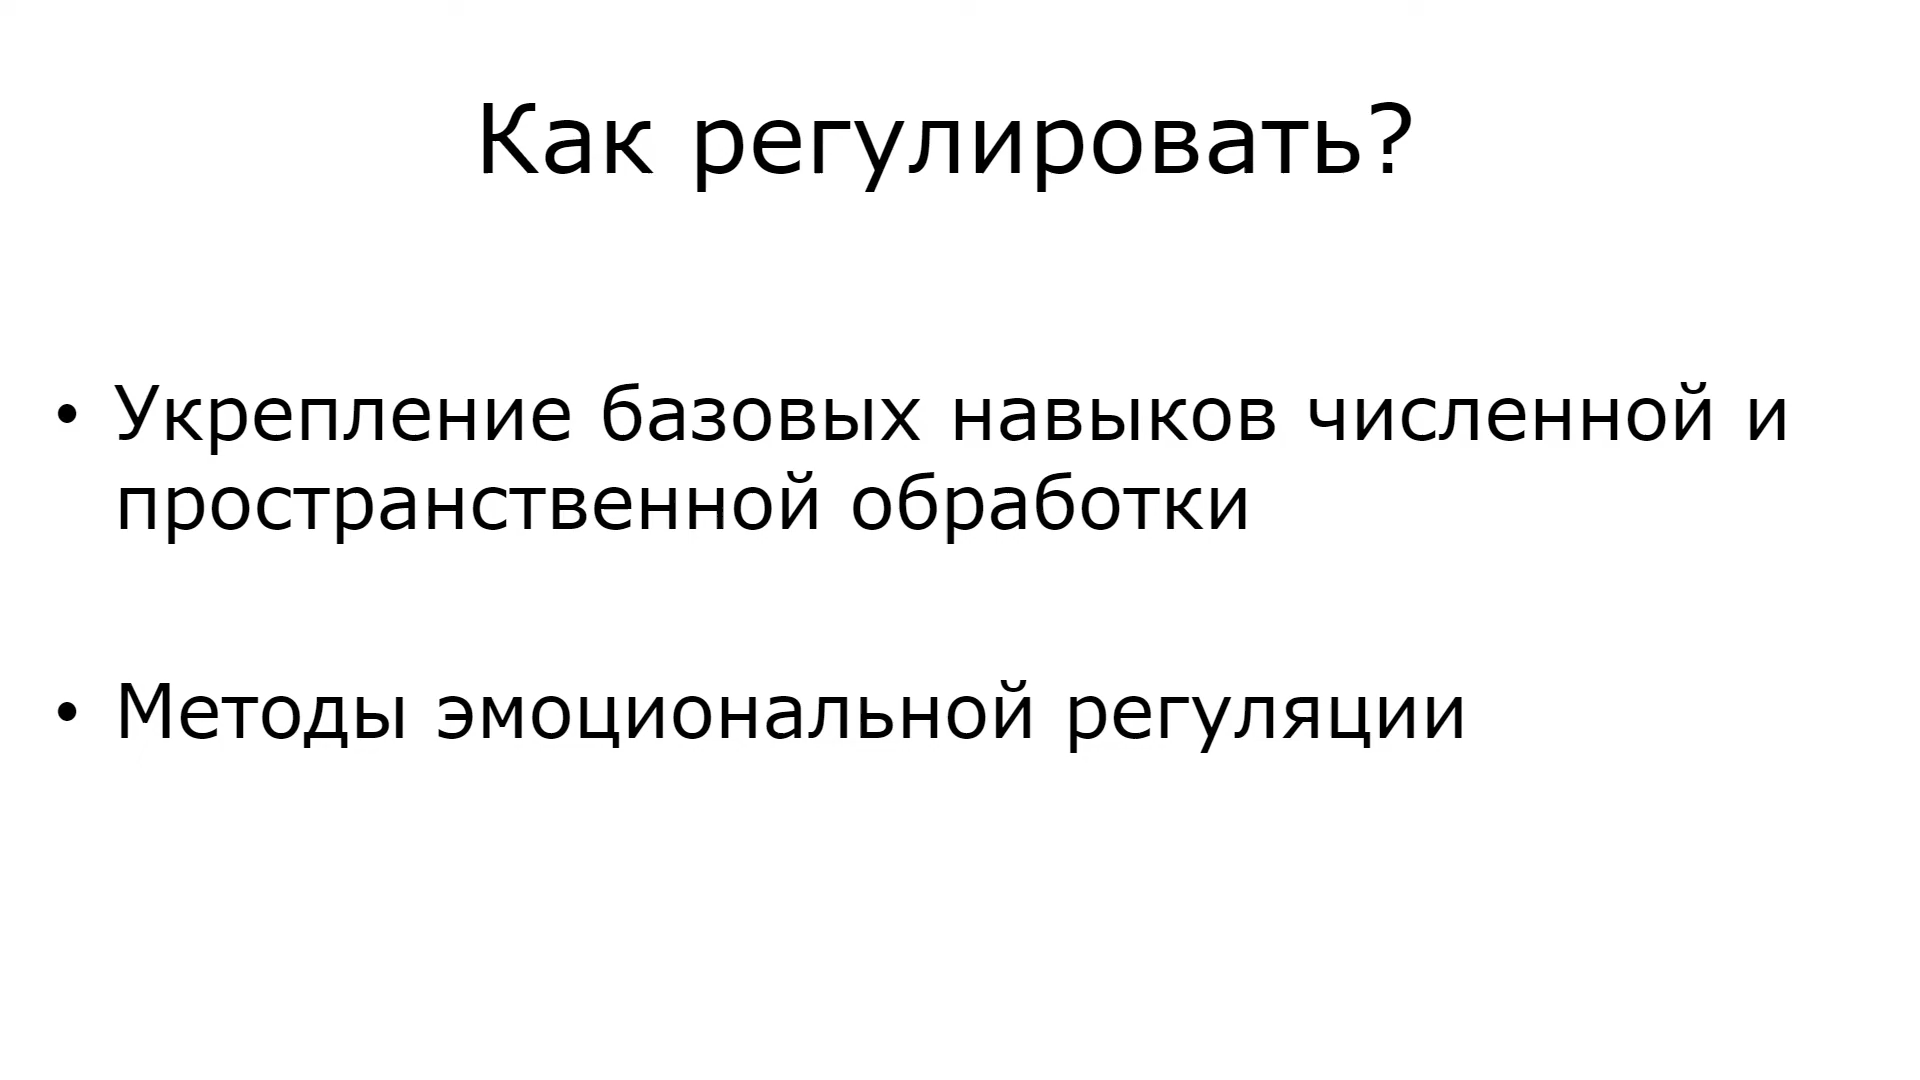 Как регулировать?
• Укрепление базовых навыков численной и
пространственной обработки
• Методы эмоциональной регуляции